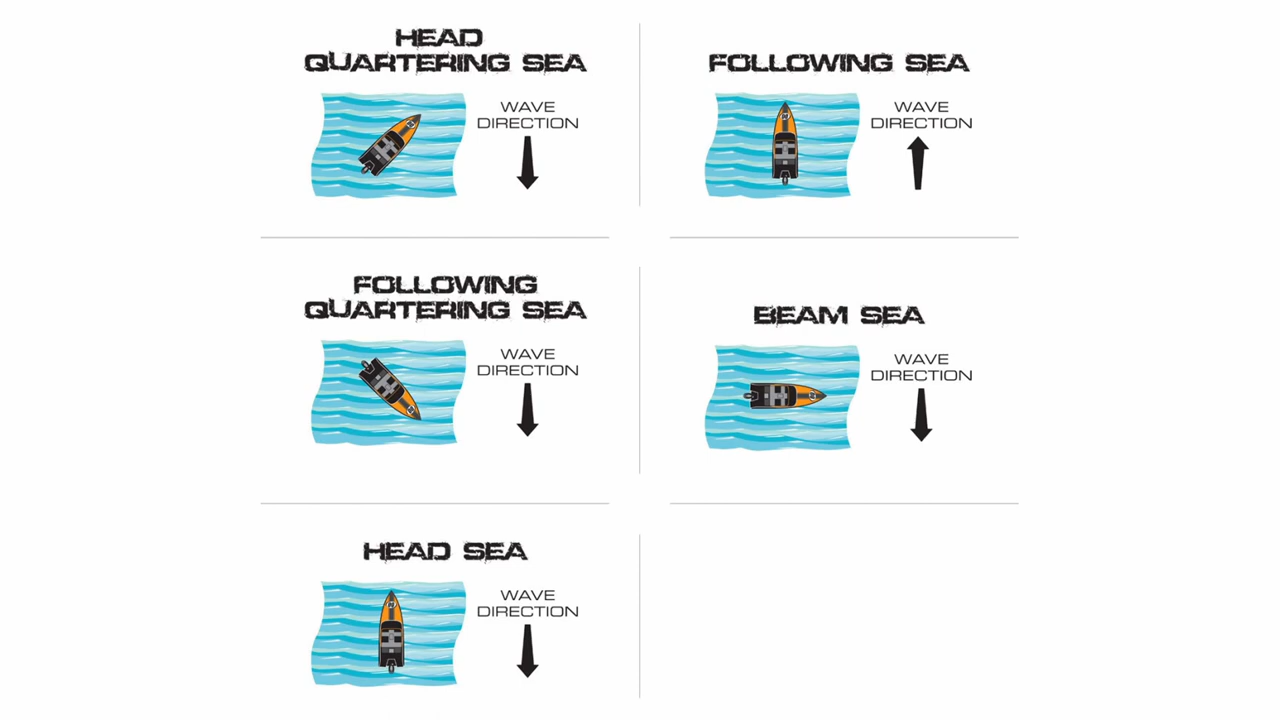 HEAD
QUARTERING SEA
WAVE
DIRECTION
FOLLOWING SEA
WAVE
DIRECTION
FOLLOWING
QUARTERING SEA
WAVE
DIRECTION
BEAM SEA
WAVE
DIRECTION
HEAD SEA
WAVE
DIRECTION